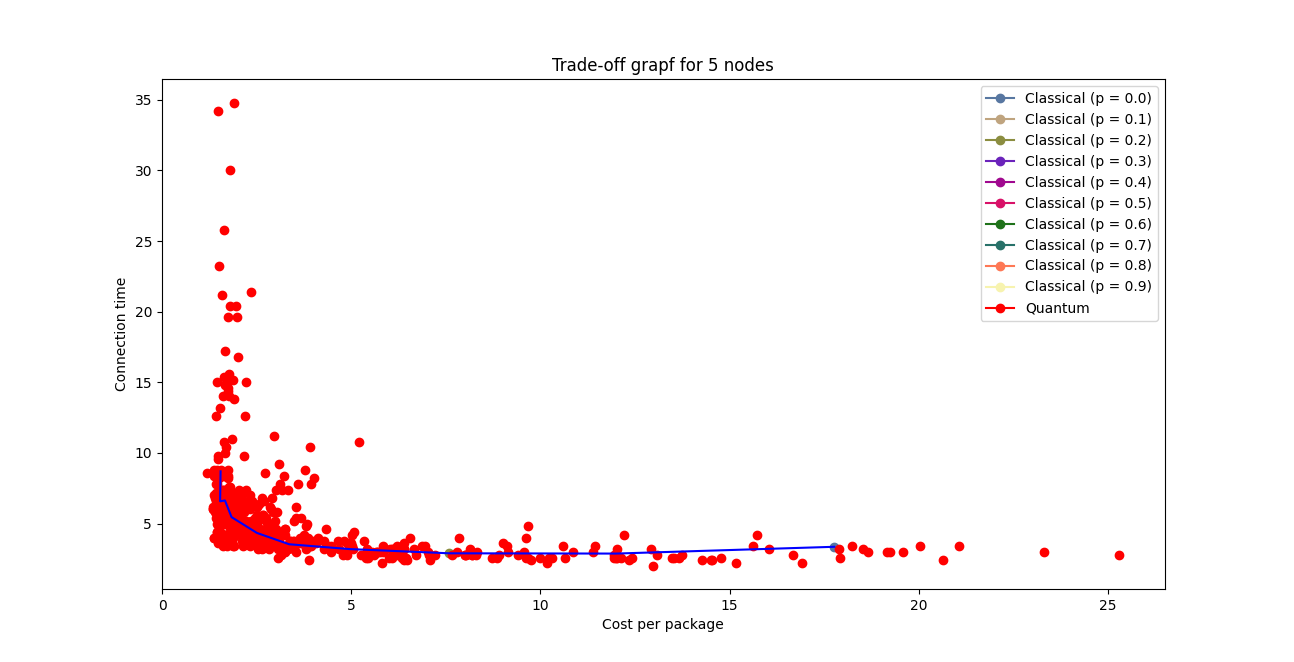 Trade-off grapf for 5 nodes
35
30
25
20
15
10
5
Connection time
0
5
10
15
20
25
Cost per package
Classical (p = 0.0)
Classical (p = 0.1)
Classical (p = 0.2)
Classical (p = 0.3)
Classical (p = 0.4)
Classical (p = 0.5)
Classical (p = 0.6)
Classical (p = 0.7)
Classical (p = 0.8)
Classical (p = 0.9)
Quantum